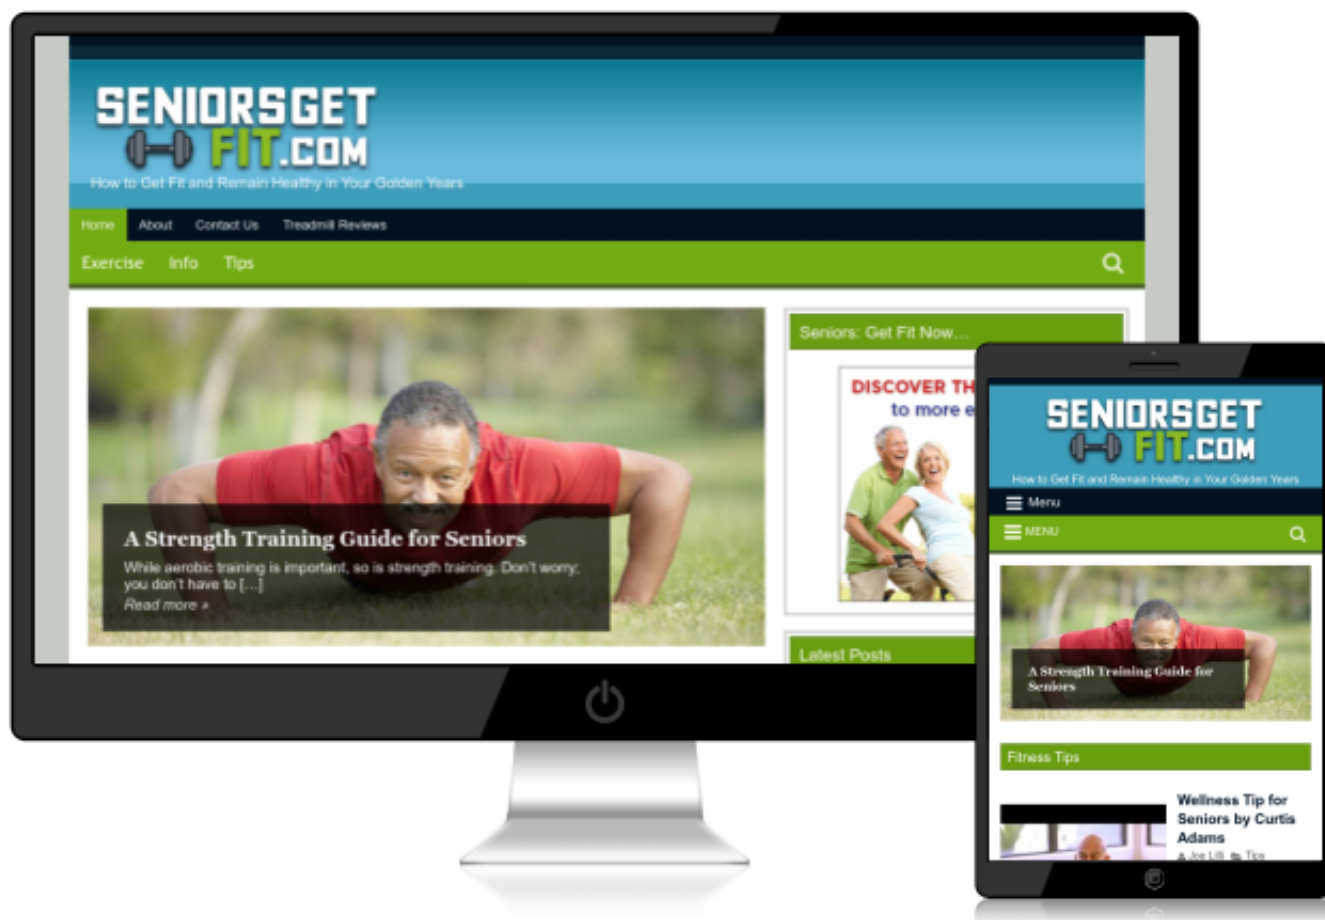 SENIORSGET
FIT.COM
How to Get Fit and Remain Healthy in Your Golden Years
Home About Contact Us Treadmill Reviews
Exercise Info Tips
A Strength Training Guide for Seniors
While aerobic training is important, so is strength training. Don't worry;
you don't have to [...]
Read more »
Seniors: Get Fit Now...
DISCOVER TH
to more e
Latest Posts
SENIORSGET
FIT.COM
How to Get Fit and Remain Healthy in Your Golden Years
Menu
MENU
A Strength Training Guide for
Seniors
Fitness Tips
Wellness Tip for
Seniors by Curtis
Adams
Joe Lilli Tips